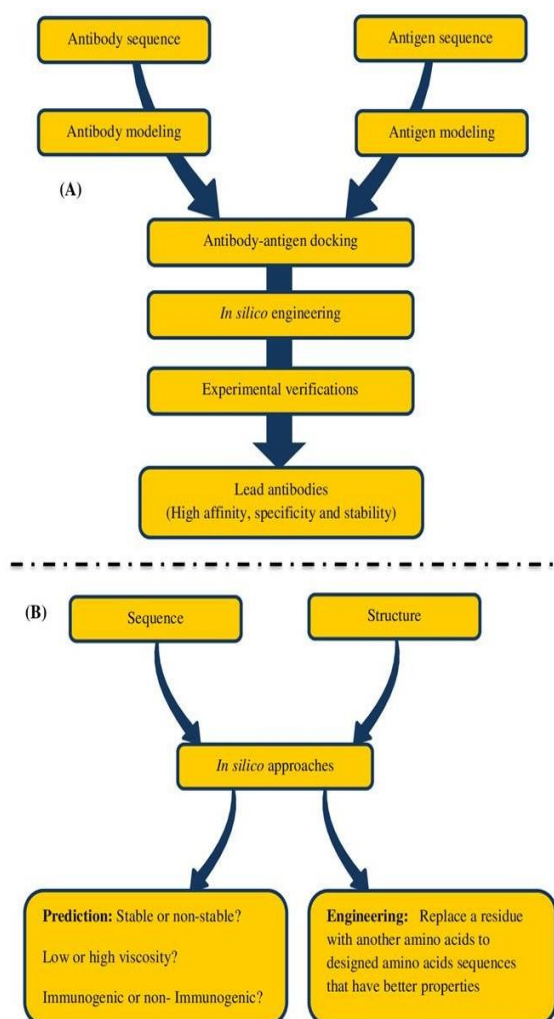 Antibody sequence
Antigen sequence
Antibody modeling
Antigen modeling
(A)
Antibody-antigen docking
In silico engineering
Experimental verifications
Lead antibodies
(High affinity, specificity and stability)
(B)
Sequence
Structure
In silico approaches
Prediction: Stable or non-stable?
Low or high viscosity?
Immunogenic or non- Immunogenic?
Engineering: Replace a residue
with another amino acids to
designed amino acids sequences
that have better properties